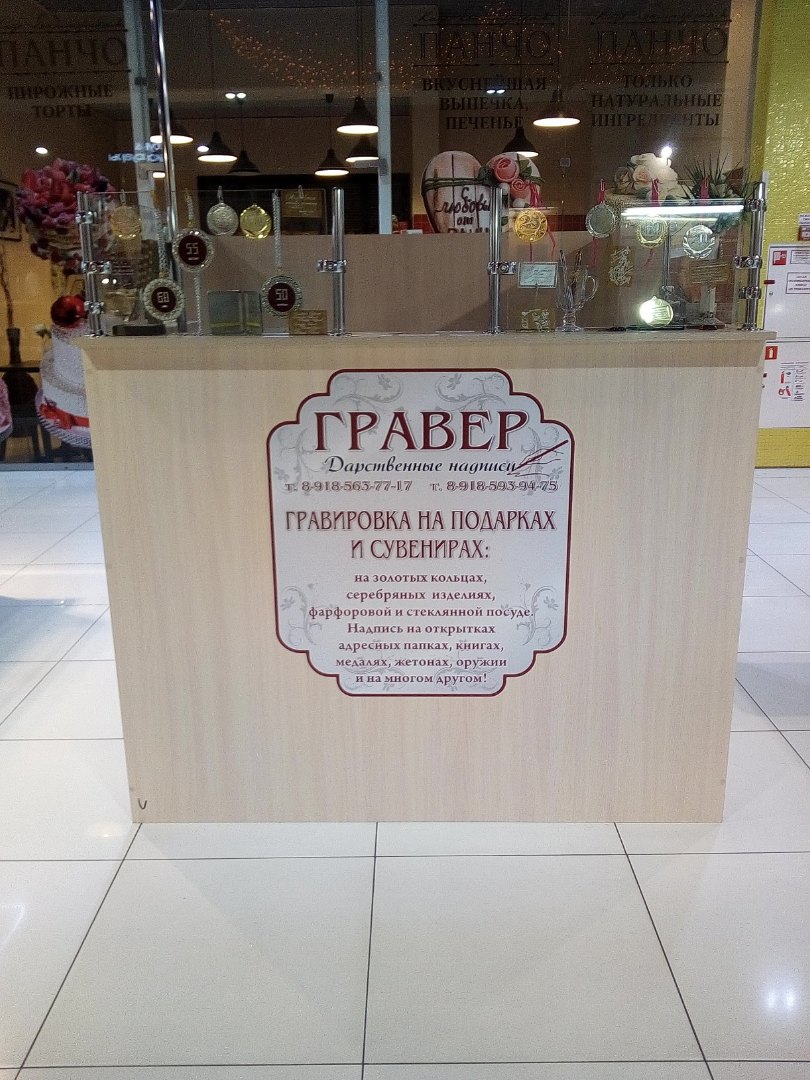 ПАНЧО
ПИРОЖНЫЕ
ТОРТЫ
ПАНЧО
ВКУСНЕЙШАЯ
ВЫПЕЧКА,
ПЕЧЕНЬЕ
ПАНЧО
ТОЛЬКО
НАТУРАЛЬНЫЕ
ИНГРЕДИЕНТЫ
С
любовью
от
55
50
ГРАВЕР
Дарственные надписи
т. 8-918-563-77-17 т. 8-918-593-94-75
ГРАВИРОВКА НА ПОДАРКАХ
И СУВЕНИРАХ:
на золотых кольцах,
серебряных изделиях,
фарфоровой и стеклянной посуде.
Надпись на открытках
адресных папках, книгах,
медалях, жетонах, оружии
и на многом другом!